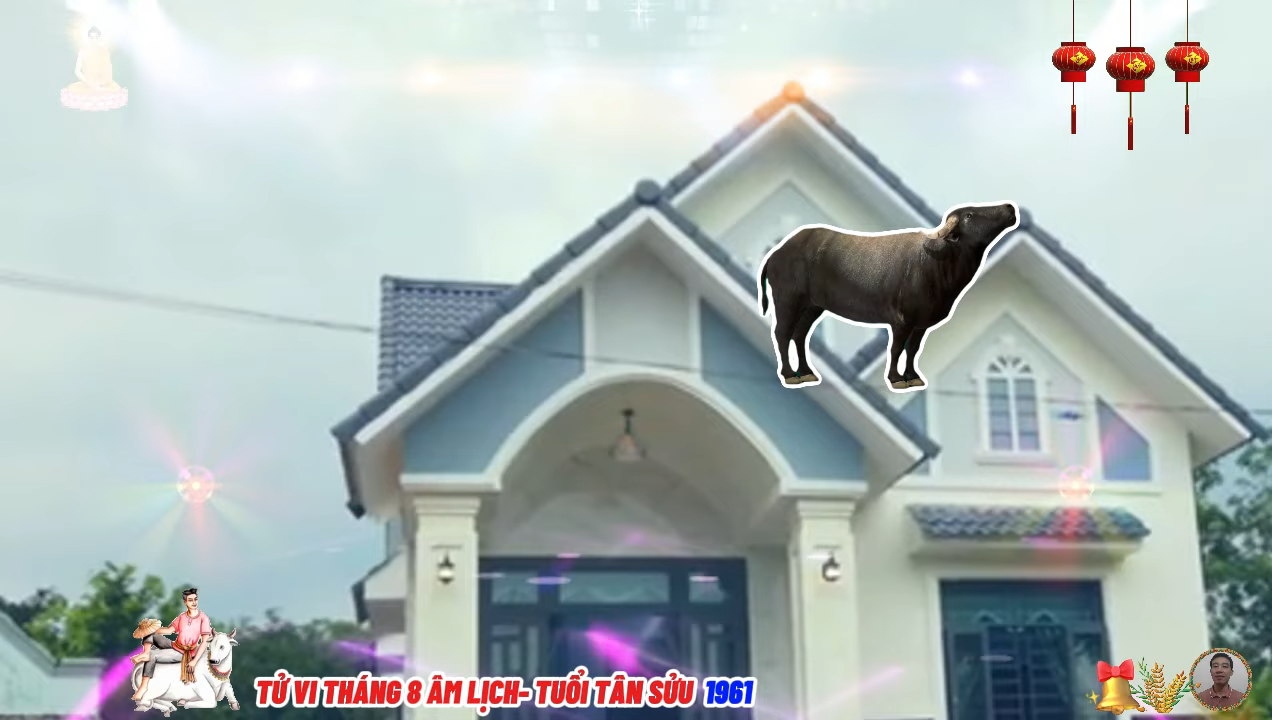 TỬ VI THÁNG 8 ÂM LỊCH- TUỔI TÂN SỬU 1961